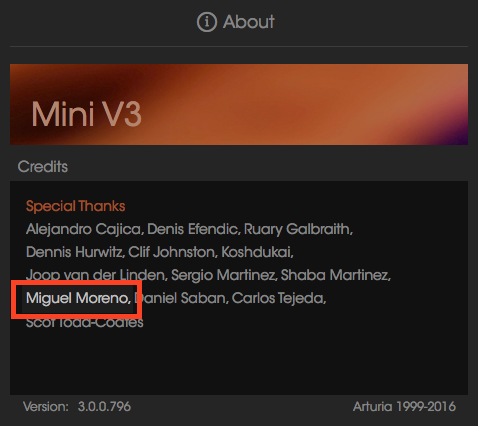 About
Mini V3
Credits
Special Thanks
Alejandro Cajica, Denis Efendic, Ruary Galbraith,
Dennis Hurwitz, Clif Johnston, Koshdukai,
Joop van der Linden, Sergio Martinez, Shaba Martinez,
Miguel Moreno, Daniel Saban, Carlos Tejeda,
Scot Todd-Coates
Version: 3.0.0.796 Arturia 1999-2016